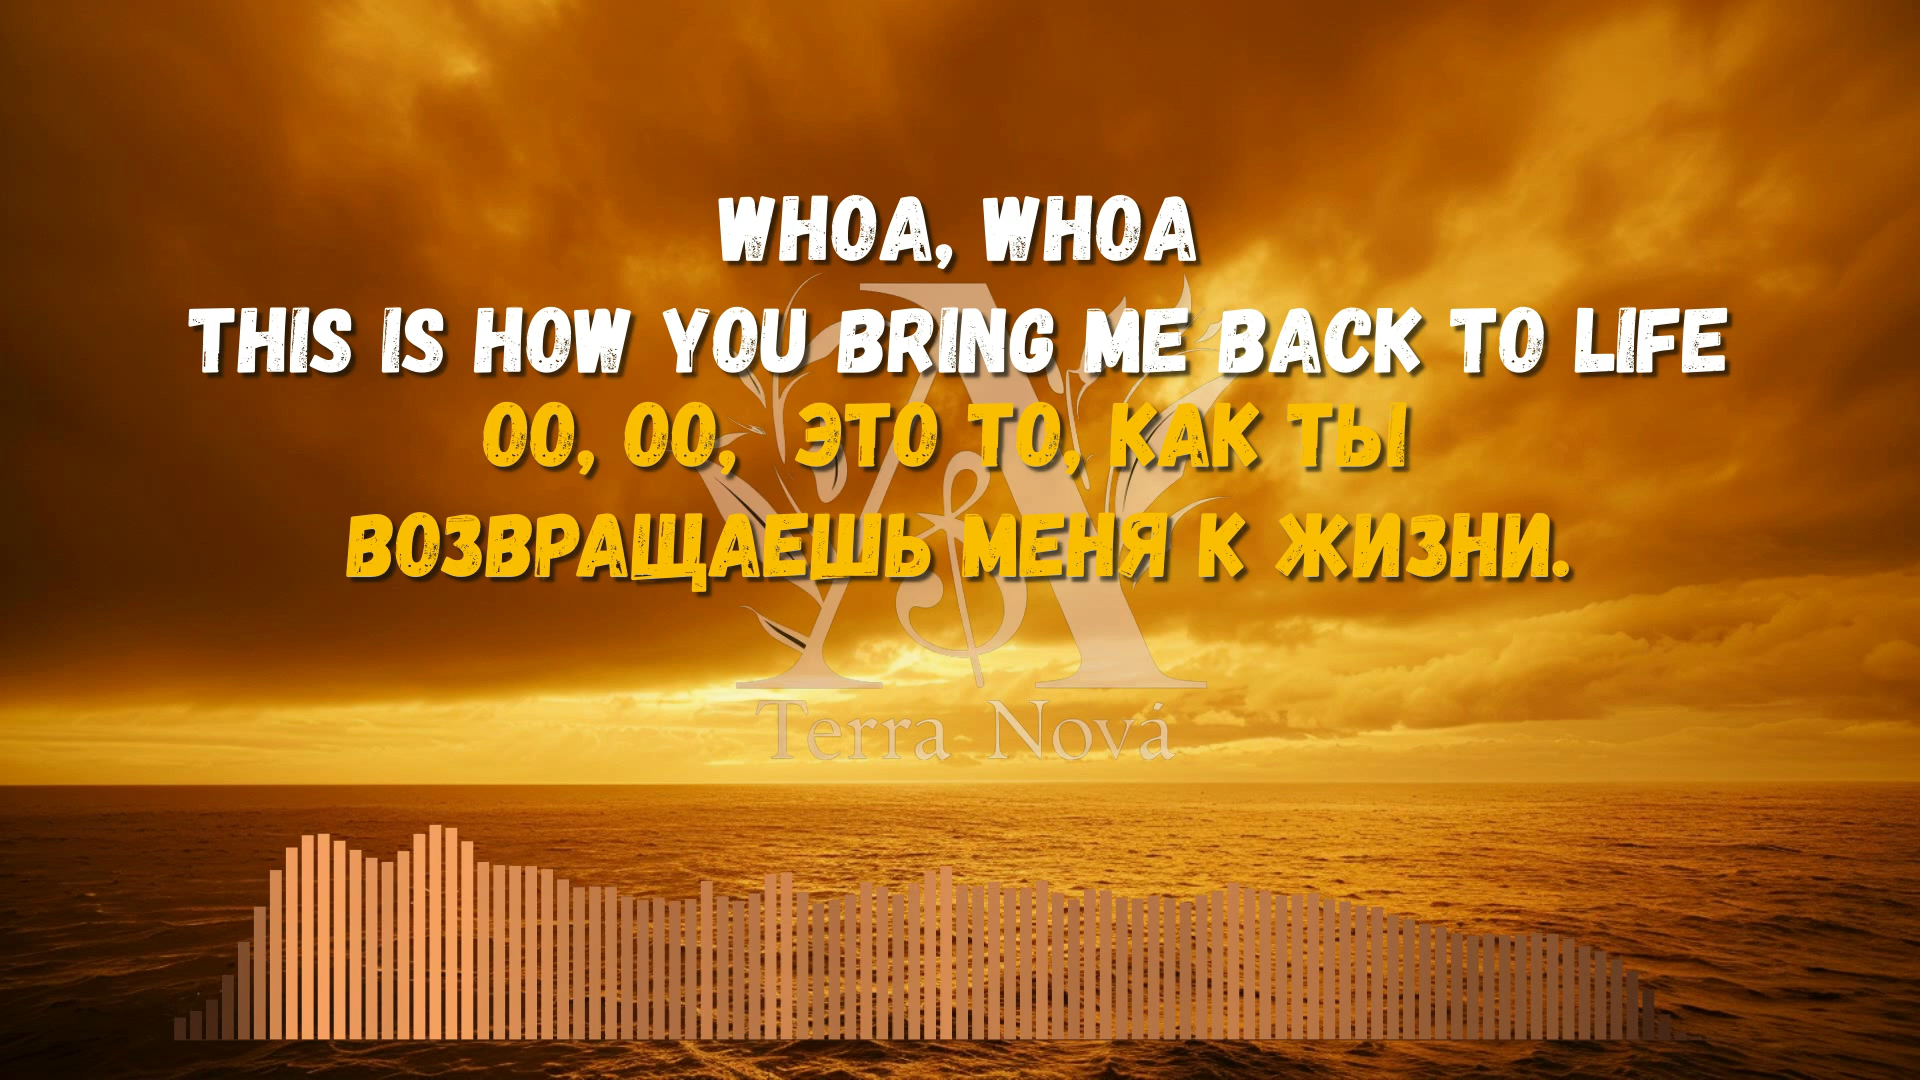 WHOA, WHOA
THIS IS HOW YOU BRING ME BACK TO LIFE
ОО, ОО, ЭТО ТО, КАК ТЫ
ВОЗВРАЩАЕШЬ МЕНЯ К ЖИЗНИ.
Terra Nová